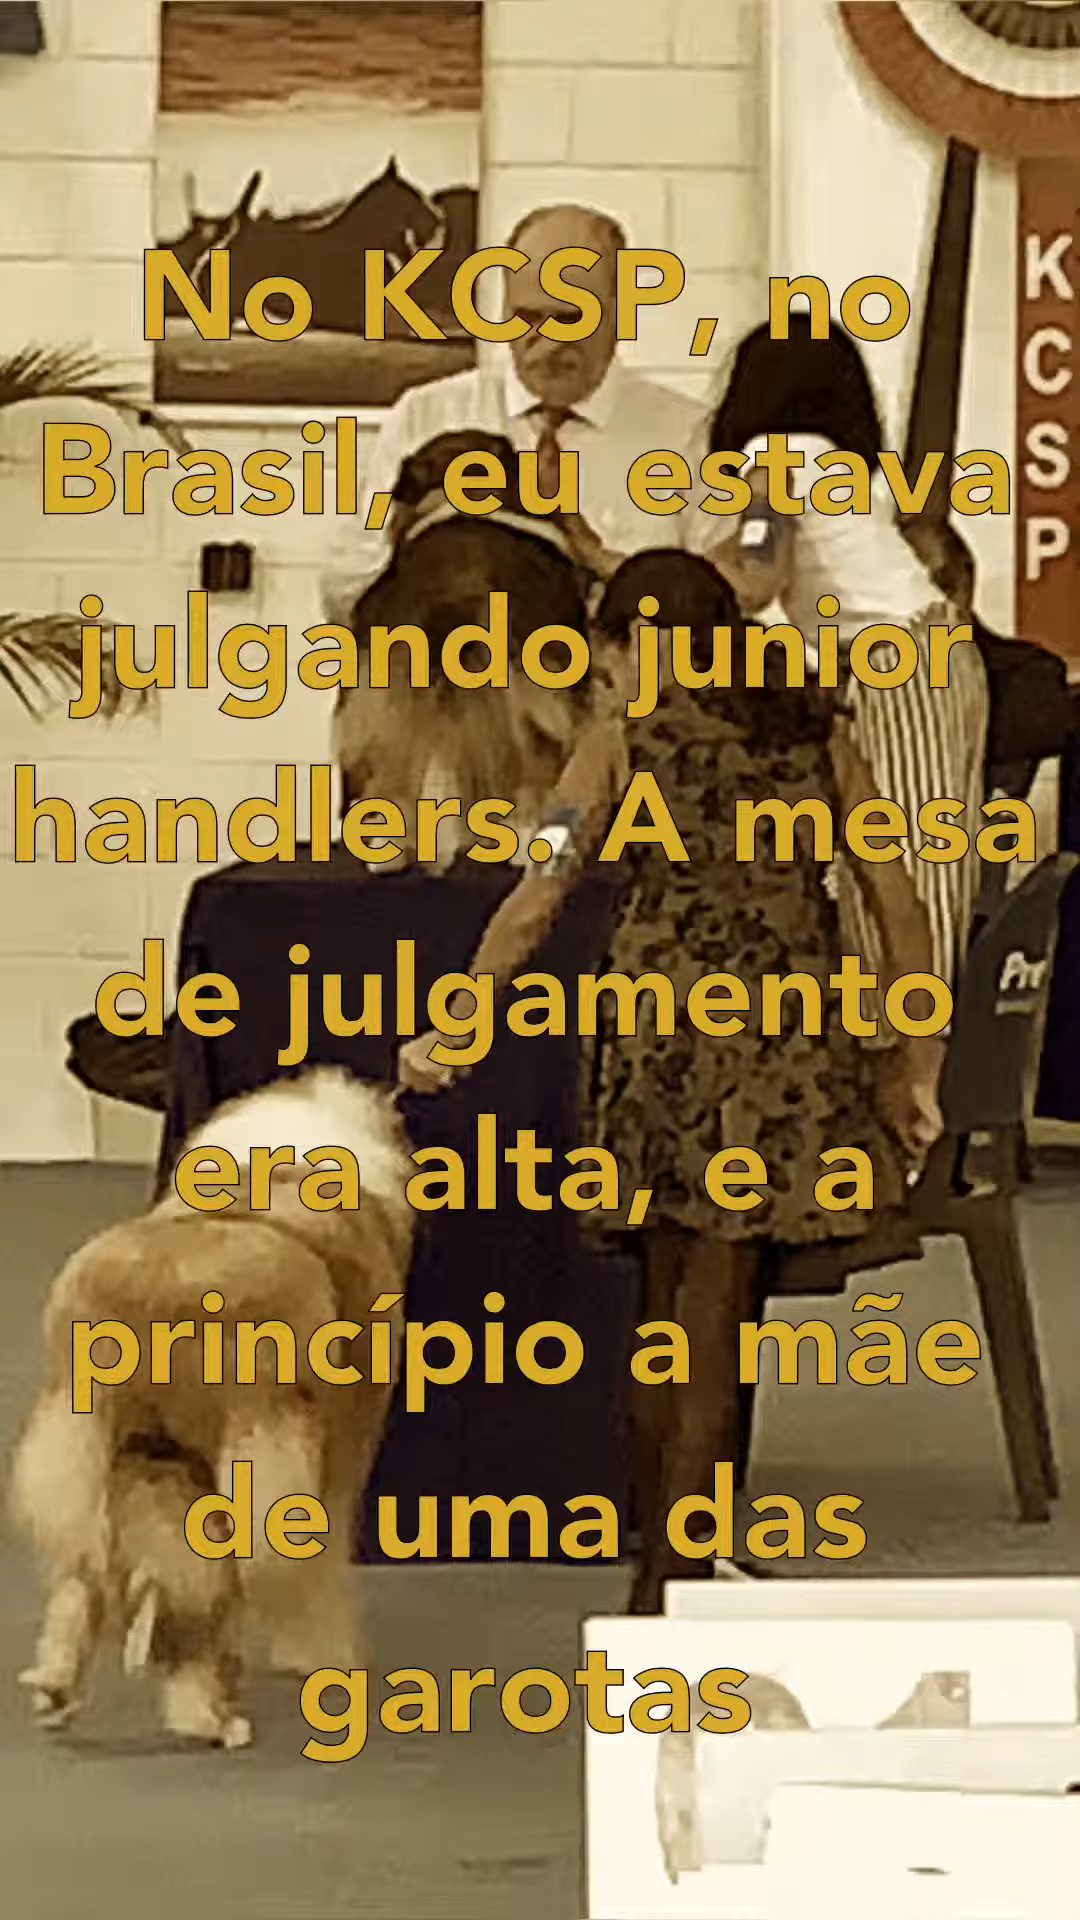 No KCSP, no
Brasil, eu estava
julgando junior
handlers. A mesa
de julgamento
era alta, e a
princípio a mãe
de uma das
garotas
K
C
S
P